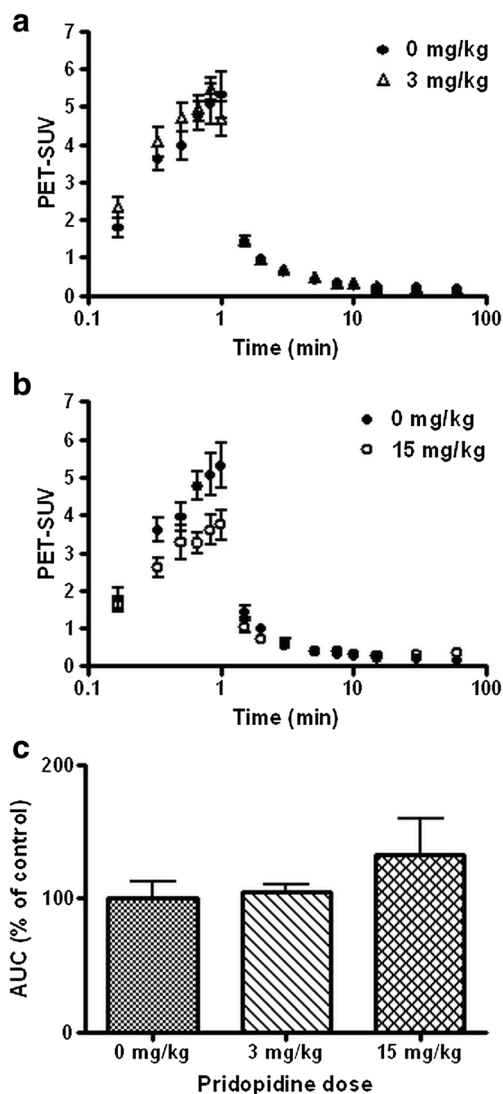 a
0 mg/kg
3 mg/kg
PET-SUV
7
6
5
4
3
2
1
0
0.1 1 10 100
Time (min)
b
0 mg/kg
15 mg/kg
PET-SUV
7
6
5
4
3
2
1
0
0.1 1 10 100
Time (min)
c
AUC (% of control)
200
100
0
0 mg/kg 3 mg/kg 15 mg/kg
Pridopidine dose